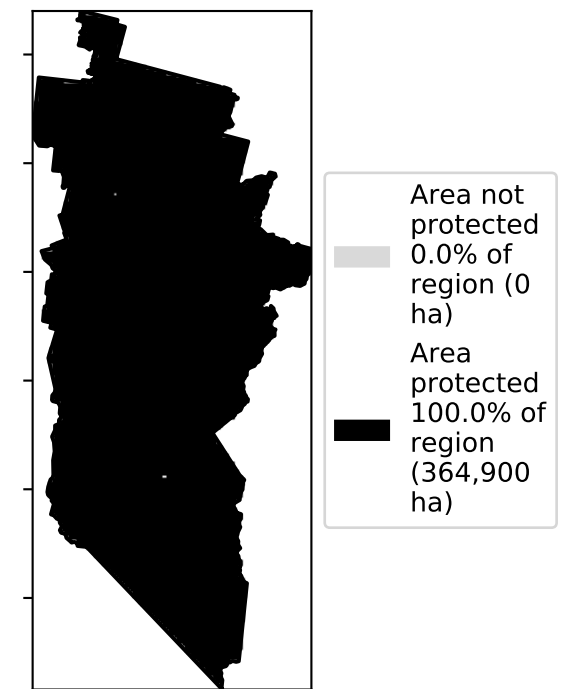 Area not
protected
0.0% of
region (0
ha)
Area
protected
100.0% of
region
(364,900
ha)